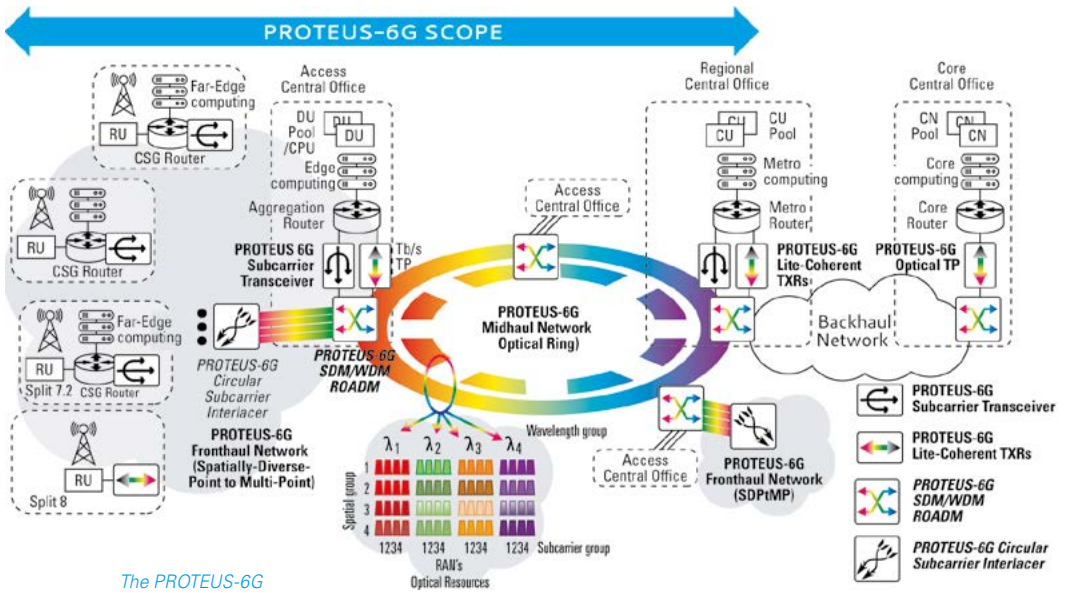 PROTEUS-6G SCOPE
Far-Edge
computing
RU
CSG Router
RU
CSG Router
Far-Edge
computing
RU
Split 7.2
CSG Router
RU
Split 8
Access
Central Office
DU
Pool
/CPU
DU
DU
Edge
computing
Aggregation
Router
PROTEUS 6G
Subcarrier
Transceiver
Tb/s
TP
PROTEUS-6G
Circular
Subcarrier
Interlacer
PROTEUS-6G
SDM/WDM
ROADM
PROTEUS-6G
Fronthaul Network
(Spatially-Diverse-
Point to Multi-Point)
Access
Central Office
PROTEUS-6G
Midhaul Network
Optical Ring)
Wavelength group
λ1 λ2 λ3 λ4
Spatial group
1
2
3
4
1234 1234 1234 1234
Subcarrier group
RAN's
Optical Resources
Access
Central Office
PROTEUS-6G
Fronthaul Network
(SDPtMP)
Regional
Central Office
CU
CU
CU
Pool
Metro
computing
Metro
Router
PROTEUS-6G
Lite-Coherent
TXRs
Core
Central Office
CN
Pool
CN
CN
Core
computing
Core
Router
PROTEUS-6G
Optical TP
Backhaul
Network
PROTEUS-6G
Subcarrier Transceiver
PROTEUS-6G
Lite-Coherent TXRs
PROTEUS-6G
SDM/WDM
ROADM
PROTEUS-6G Circular
Subcarrier Interlacer
The PROTEUS-6G